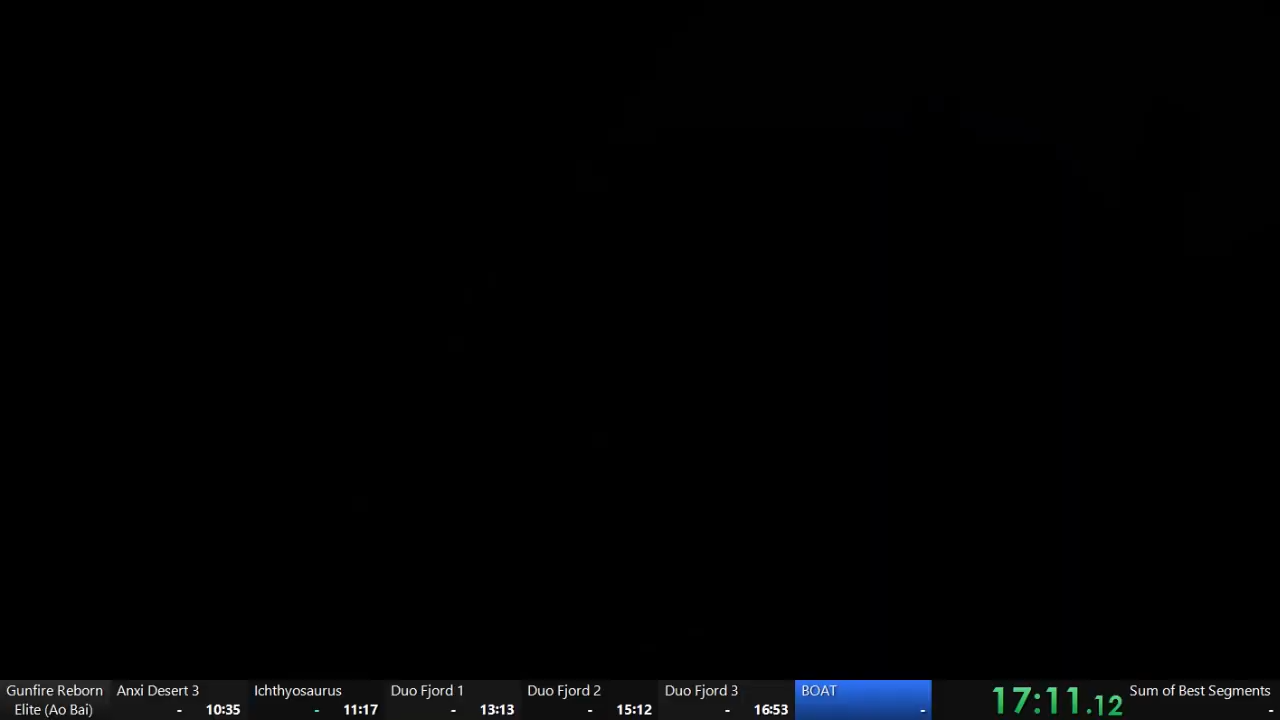 Gunfire Reborn
Elite (Ao Bai)
Anxi Desert 3
- 10:35
Ichthyosaurus
- 11:17
Duo Fjord 1
- 13:13
Duo Fjord 2
- 15:12
Duo Fjord 3
- 16:53
BOAT
-
17:11.12
Sum of Best Segments
-